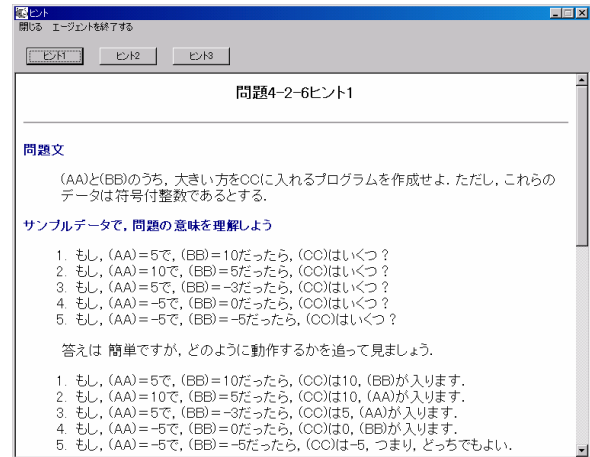 ヒント
閉じる エージェントを終了する
ヒント1 ヒント2 ヒント3
問題4-2-6ヒント1
問題文
(AA)と(BB)のうち, 大きい方をCCに入れるプログラムを作成せよ. ただし, これらの
データは符号付整数であるとする.
サンプルデータで, 問題の意味を理解しよう
1. もし, (AA)=5で, (BB)=10だったら, (CC)はいくつ?
2. もし, (AA)=10で, (BB)=5だったら, (CC)はいくつ?
3. もし, (AA)=5で, (BB)=-3だったら, (CC)はいくつ?
4. もし, (AA)=-5で, (BB)=0だったら, (CC)はいくつ?
5. もし, (AA)=-5で, (BB)=-5だったら, (CC)はいくつ?
答えは 簡単ですが, どのように動作するかを追って見ましょう.
1. もし, (AA)=5で, (BB)=10だったら, (CC)は10, (BB)が入ります.
2. もし, (AA)=10で, (BB)=5だったら, (CC)は10, (AA)が入ります.
3. もし, (AA)=5で, (BB)=-3だったら, (CC)は5, (AA)が入ります.
4. もし, (AA)=-5で, (BB)=0だったら, (CC)は0, (BB)が入ります.
5. もし, (AA)=-5で, (BB)=-5だったら, (CC)は-5, つまり, どっちでもよい.